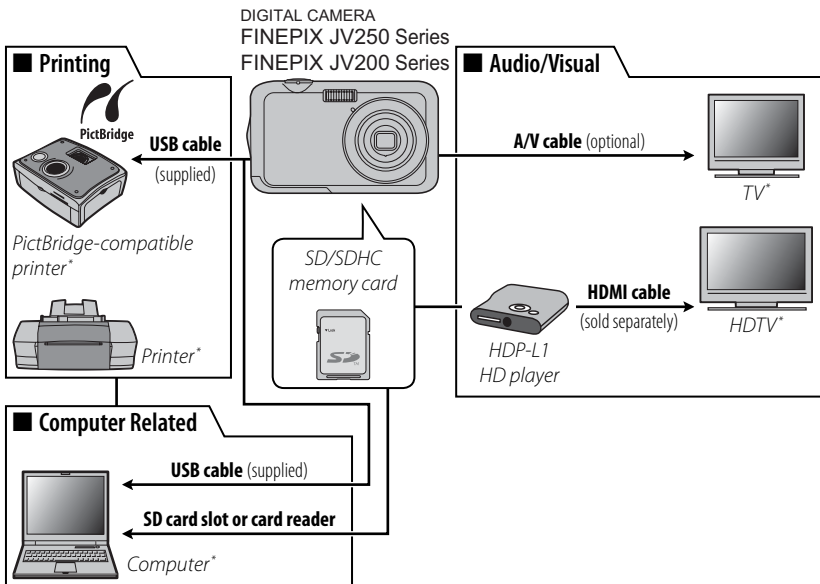 DIGITAL CAMERA
FINEPIX JV250 Series
FINEPIX JV200 Series
■ Printing
PictBridge
USB cable
(supplied)
PictBridge-compatible
printer*
Printer*
■ Audio/Visual
A/V cable (optional)
TV*
SD/SDHC
memory card
SD
HDMI cable
(sold separately)
HDTV*
HDP-L1
HD player
■ Computer Related
USB cable (supplied)
SD card slot or card reader
Computer*